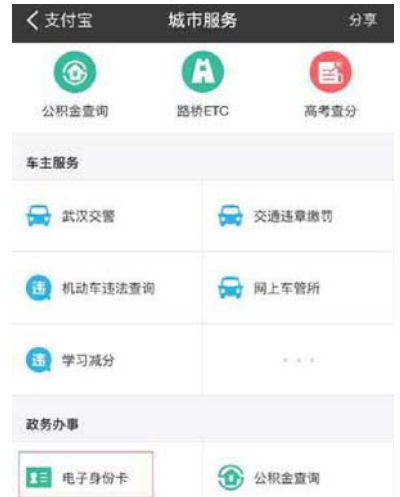 支付宝 城市服务 分享
公积金查询 路桥ETC 高考查分
车主服务
武汉交警 交通违章缴罚
违 机动车违法查询 网上车管所
违 学习减分
政务办事
电子身份卡 公积金查询